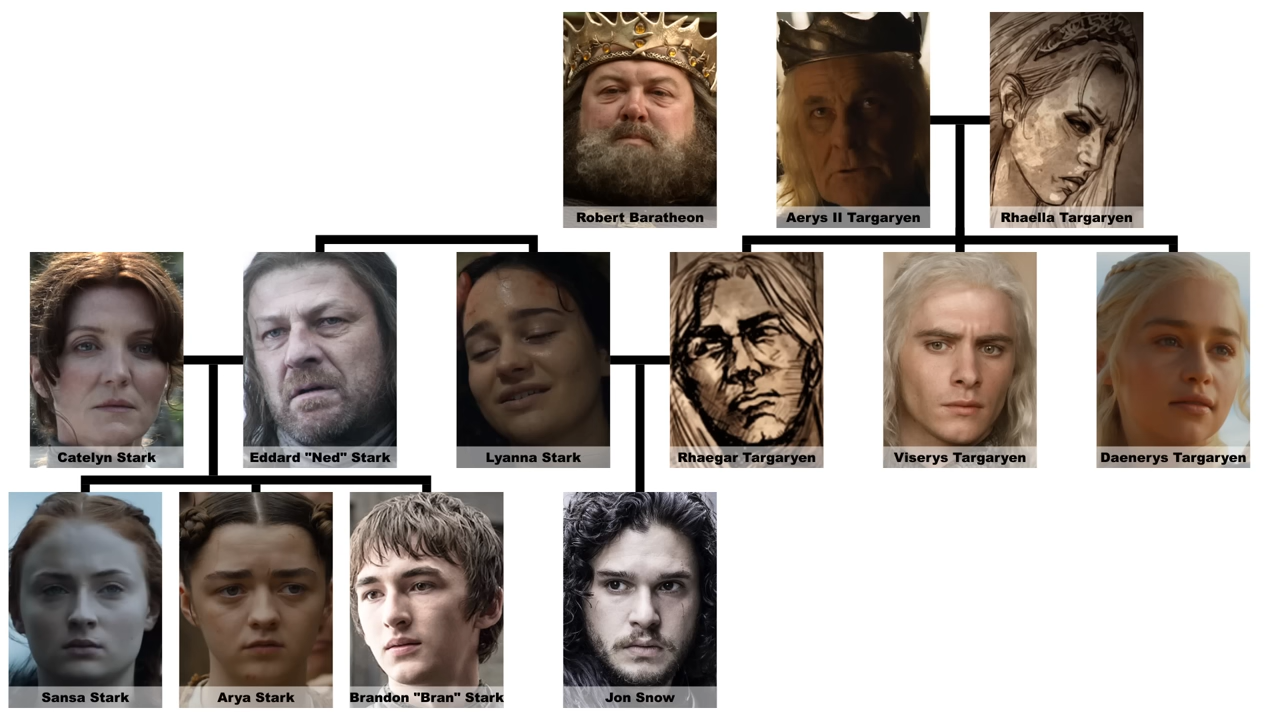 Robert Baratheon
Aerys II Targaryen
Rhaella Targaryen
Catelyn Stark
Eddard "Ned" Stark
Lyanna Stark
Rhaegar Targaryen
Viserys Targaryen
Daenerys Targaryen
Sansa Stark
Arya Stark
Brandon "Bran" Stark
Jon Snow